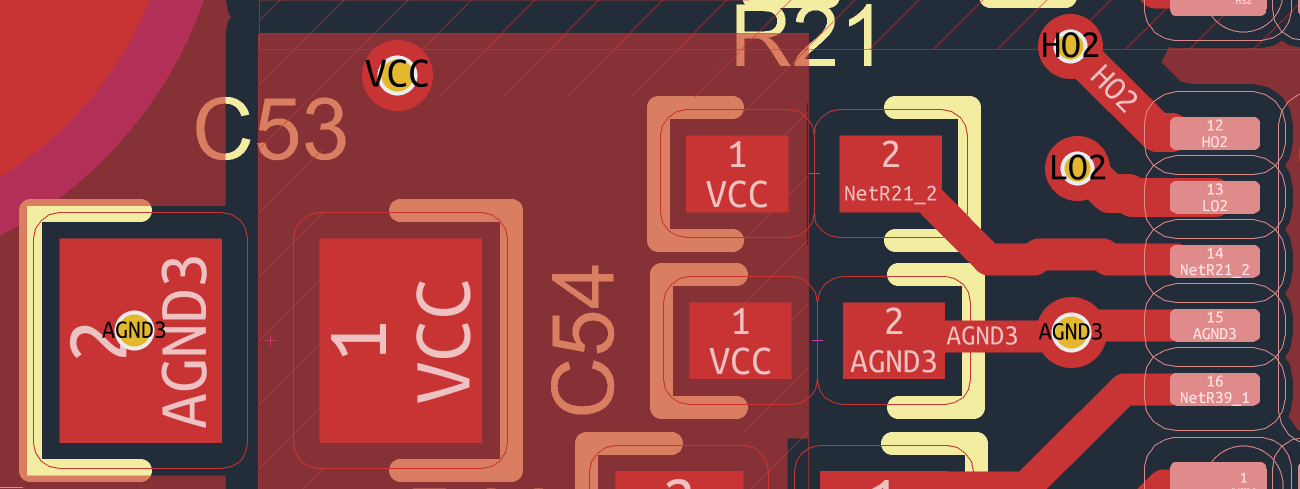 R21
HO2
VCC
HO2
C53
12
HO2
1
VCC
2
NetR21_2
LO2
13
LO2
14
NetR21_2
2
AGND3
AGND3
1
VCC
C54
1
VCC
2
AGND3
AGND3
AGND3
15
AGND3
16
NetR39_1
1